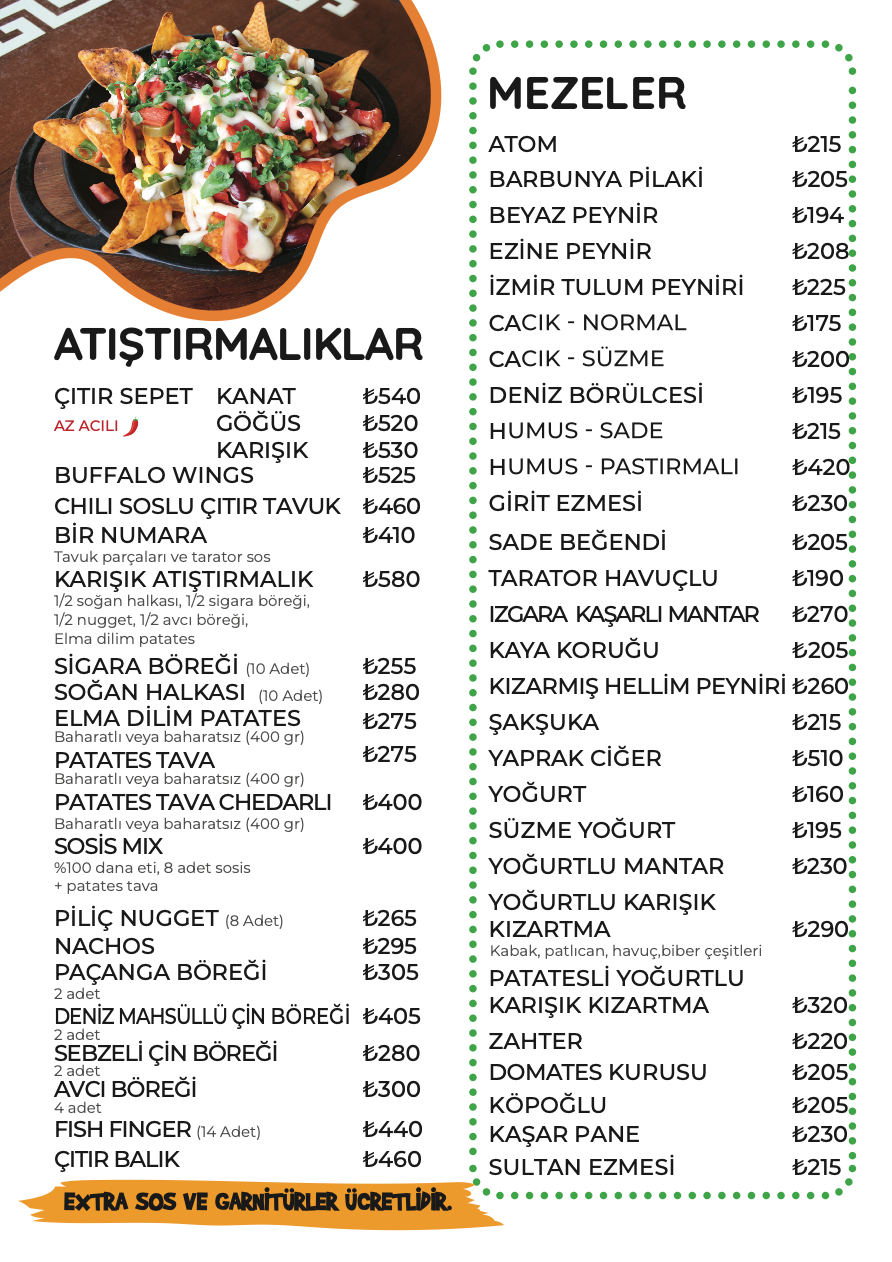 ATIŞTIRMALIKLAR
ÇITIR SEPET KANAT ₺540
AZ ACILI GÖĞÜS ₺520
KARIŞIK ₺530
BUFFALO WINGS ₺525
CHILI SOSLU ÇITIR TAVUK ₺460
BİR NUMARA ₺410
Tavuk parçaları ve tarator sos
KARIŞIK ATIŞTIRMALIK ₺580
1/2 soğan halkası, 1/2 sigara böreği,
1/2 nugget, 1/2 avcı böreği,
Elma dilim patates
SİGARA BÖREĞİ (10 Adet) ₺255
SOĞAN HALKASI (10 Adet) ₺280
ELMA DİLİM PATATES ₺275
Baharatlı veya baharatsız (400 gr)
PATATES TAVA ₺275
Baharatlı veya baharatsız (400 gr)
PATATES TAVA CHEDARLI ₺400
Baharatlı veya baharatsız (400 gr)
SOSİS MIX ₺400
%100 dana eti, 8 adet sosis
+ patates tava
PİLİÇ NUGGET (8 Adet) ₺265
NACHOS ₺295
PAÇANGA BÖREĞİ ₺305
2 adet
DENİZ MAHSÜLLÜ ÇİN BÖREĞİ ₺405
2 adet
SEBZELİ ÇİN BÖREĞİ ₺280
2 adet
AVCI BÖREĞİ ₺300
4 adet
FISH FINGER (14 Adet) ₺440
ÇITIR BALIK ₺460
EXTRA SOS VE GARNİTÜRLER ÜCRETLİDİR.
MEZELER
ATOM ₺215
BARBUNYA PİLAKİ ₺205
BEYAZ PEYNİR ₺194
EZİNE PEYNİR ₺208
İZMİR TULUM PEYNİRİ ₺225
CACIK - NORMAL ₺175
CACIK - SÜZME ₺200
DENİZ BÖRÜLCESİ ₺195
HUMUS - SADE ₺215
HUMUS - PASTIRMALI ₺420
GİRİT EZMESİ ₺230
SADE BEĞENDİ ₺205
TARATOR HAVUÇLU ₺190
IZGARA KAŞARLI MANTAR ₺270
KAYA KORUĞU ₺205
KIZARMIŞ HELLİM PEYNİRİ ₺260
ŞAKŞUKA ₺215
YAPRAK CİĞER ₺510
YOĞURT ₺160
SÜZME YOĞURT ₺195
YOĞURTLU MANTAR ₺230
YOĞURTLU KARIŞIK
KIZARTMA ₺290
Kabak, patlıcan, havuç,biber çeşitleri
PATATESLİ YOĞURTLU
KARIŞIK KIZARTMA ₺320
ZAHTER ₺220
DOMATES KURUSU ₺205
KÖPOĞLU ₺205
KAŞAR PANE ₺230
SULTAN EZMESİ ₺215